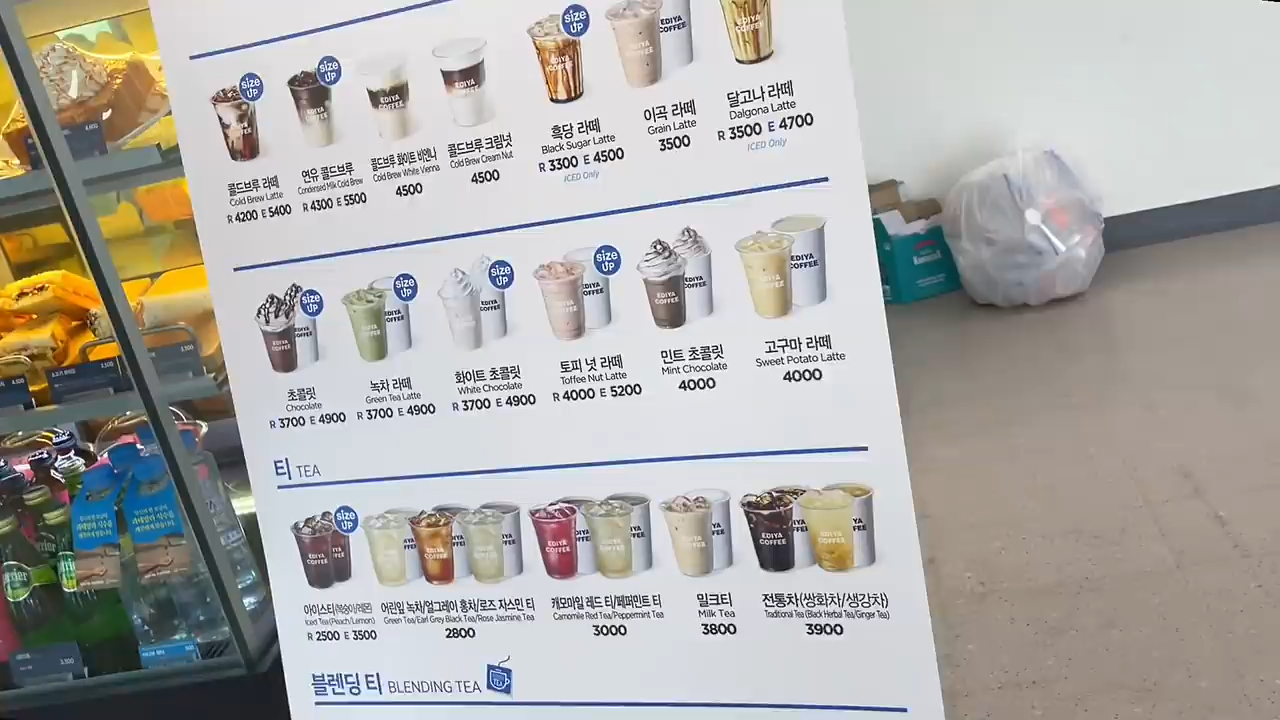 size UP
size UP
size UP
EDIYA COFFEE
EDIYA COFFEE
EDIYA COFFEE
EDIYA COFFEE
콜드브루 라떼
Cold Brew Latte
R 4200 E 5400
연유 콜드브루
Condensed Milk Cold Brew
R 4300 E 5500
콜드브루 화이트 비엔나
Cold Brew White Vienna
4500
콜드브루 크림넛
Cold Brew Cream Nut
4500
흑당 라떼
Black Sugar Latte
R 3300 E 4500
ICED Only
이곡 라떼
Grain Latte
3500
달고나 라떼
Dalgona Latte
R 3500 E 4700
ICED Only
size UP
size UP
size UP
size UP
초콜릿
Chocolate
R 3700 E 4900
녹차 라떼
Green Tea Latte
R 3700 E 4900
화이트 초콜릿
White Chocolate
R 3700 E 4900
토피 넛 라떼
Toffee Nut Latte
R 4000 E 5200
민트 초콜릿
Mint Chocolate
4000
고구마 라떼
Sweet Potato Latte
4000
티 TEA
size UP
아이스티(복숭아/레몬)
Iced Tea (Peach/Lemon)
R 2500 E 3500
어린잎 녹차/얼그레이 홍차/로즈 자스민 티
Green Tea/Earl Grey Black Tea/Rose Jasmine Tea
2800
캐모마일 레드 티/페퍼민트 티
Camomile Red Tea/Peppermint Tea
3000
밀크티
Milk Tea
3800
전통차(쌍화차/생강차)
Traditional Tea (Black Herbal Tea/Ginger Tea)
3900
블렌딩 티 BLENDING TEA
TEA